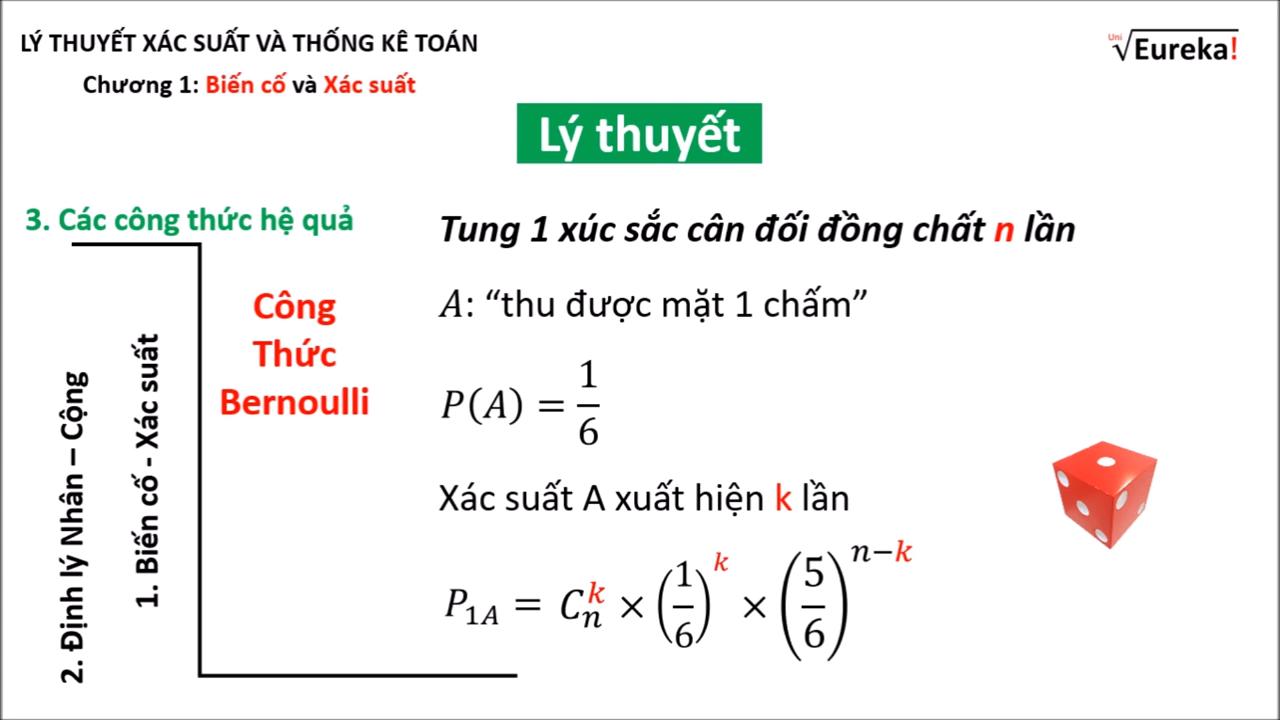 LÝ THUYẾT XÁC SUẤT VÀ THỐNG KÊ TOÁN
Chương 1: Biến cố và Xác suất
Uni
√Eureka!
Lý thuyết
3. Các công thức hệ quả
2. Định lý Nhân – Cộng
1. Biến cố - Xác suất
Công
Thức
Bernoulli
Tung 1 xúc sắc cân đối đồng chất n lần
A: “thu được mặt 1 chấm”
P(A) = 1/6
Xác suất A xuất hiện k lần
P₁A = Cₙᵏ × (1/6)ᵏ × (5/6)ⁿ⁻ᵏ